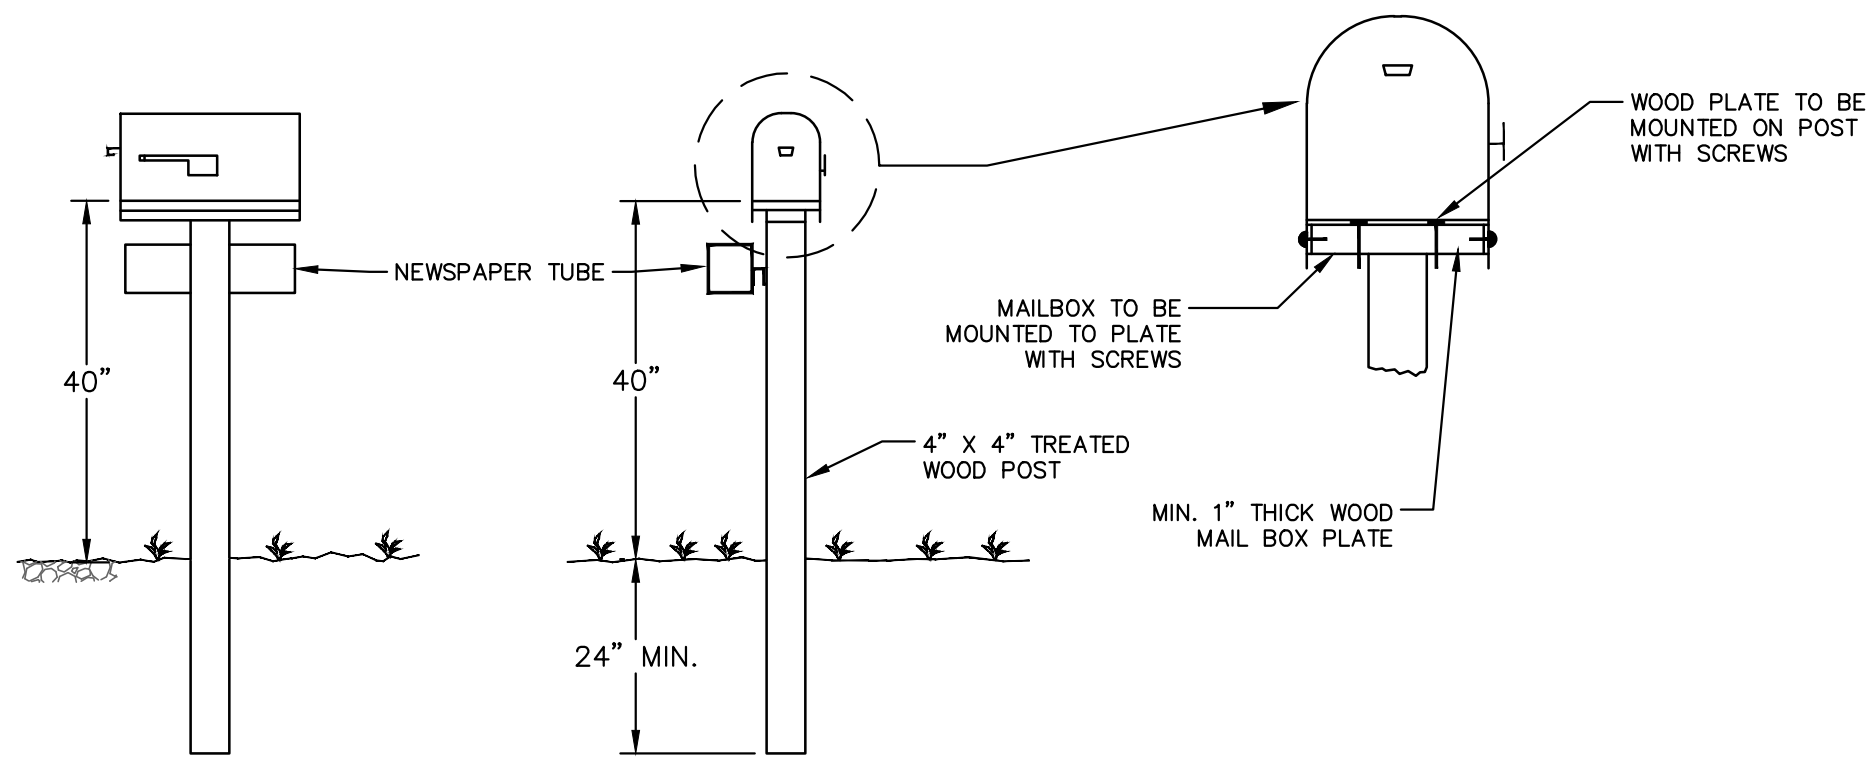 WOOD PLATE TO BE
MOUNTED ON POST
WITH SCREWS
NEWSPAPER TUBE
MAILBOX TO BE
MOUNTED TO PLATE
WITH SCREWS
40”
40”
4” X 4” TREATED
WOOD POST
MIN. 1” THICK WOOD
MAIL BOX PLATE
24” MIN.